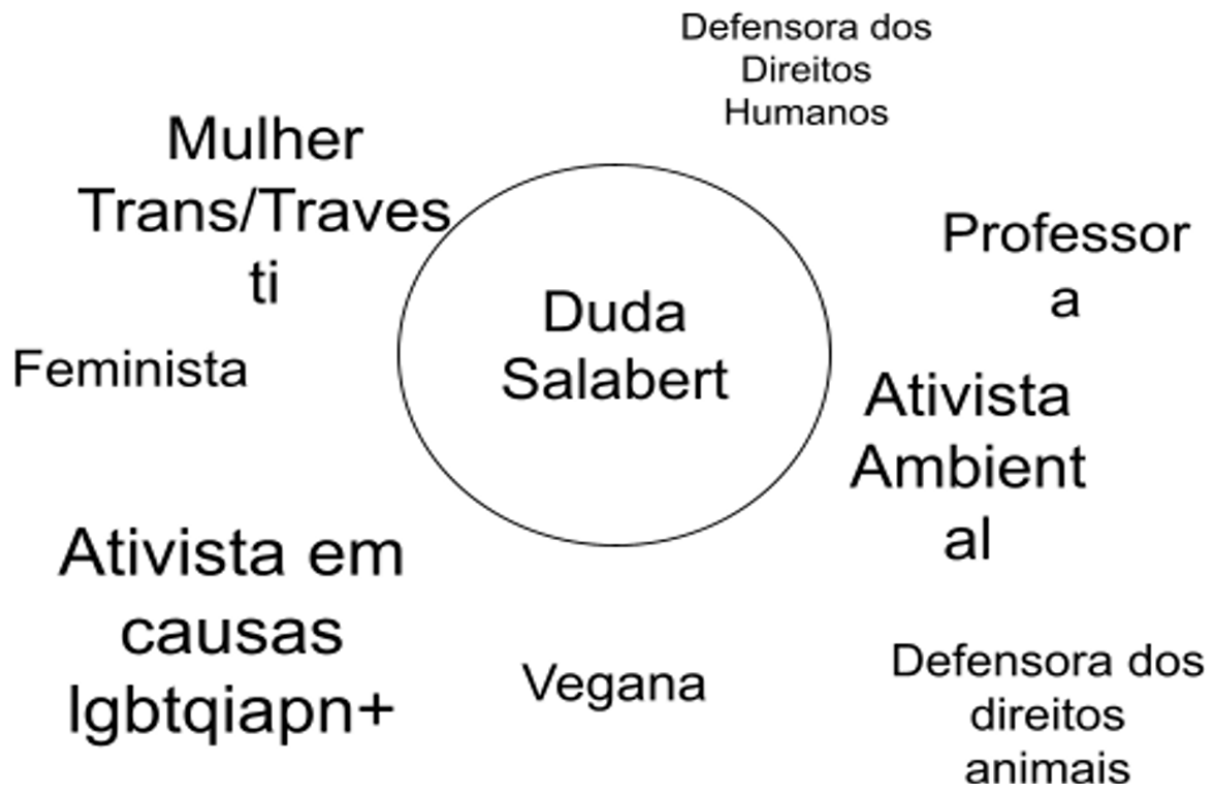 Defensora dos
Direitos
Humanos
Mulher
Trans/Traves
ti
Professor
a
Duda
Salabert
Feminista
Ativista
Ambient
al
Ativista em
causas
lgbtqiapn+
Vegana
Defensora dos
direitos
animais